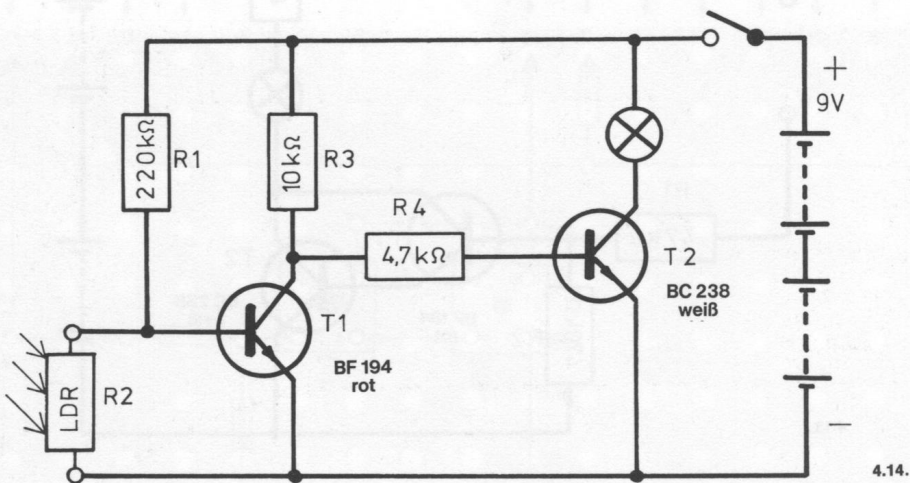 +
9V
220kΩ
R1
10kΩ
R3
R4
4,7kΩ
T2
BC 238
weiß
T1
BF 194
rot
LDR
R2
−
4.14.